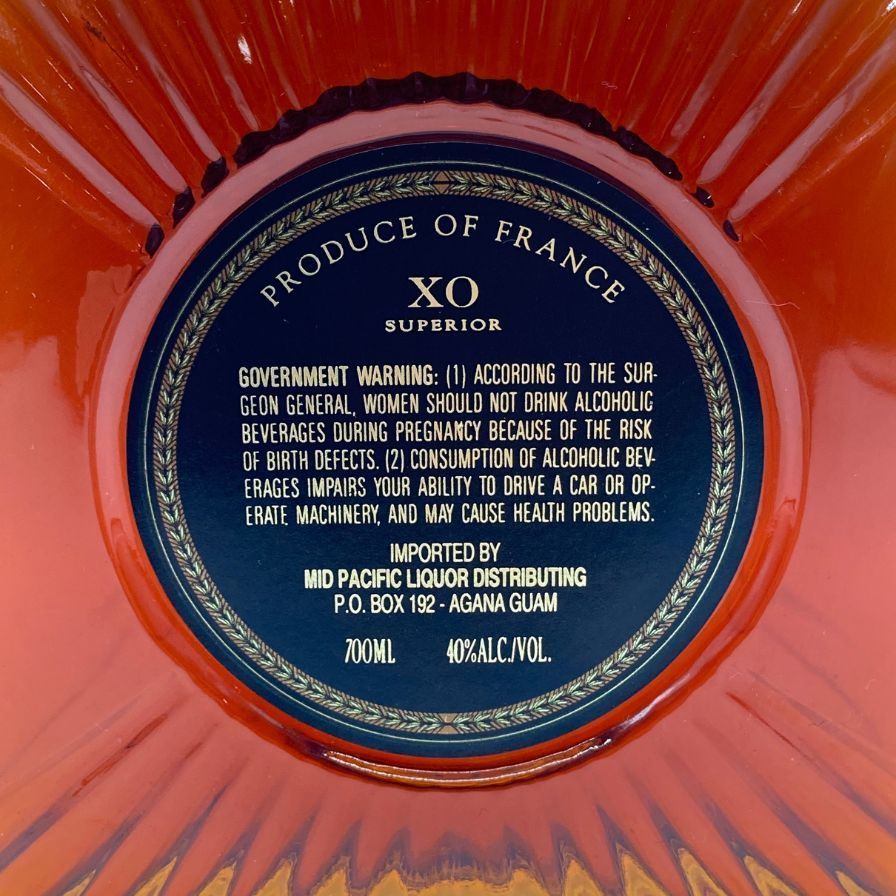 PRODUCE OF FRANCE
XO
SUPERIOR
GOVERNMENT WARNING: (1) ACCORDING TO THE SUR-
GEON GENERAL, WOMEN SHOULD NOT DRINK ALCOHOLIC
BEVERAGES DURING PREGNANCY BECAUSE OF THE RISK
OF BIRTH DEFECTS. (2) CONSUMPTION OF ALCOHOLIC BEV-
ERAGES IMPAIRS YOUR ABILITY TO DRIVE A CAR OR OP-
ERATE MACHINERY, AND MAY CAUSE HEALTH PROBLEMS.
IMPORTED BY
MID PACIFIC LIQUOR DISTRIBUTING
P.O. BOX 192 - AGANA GUAM
700ML 40%ALC./VOL.